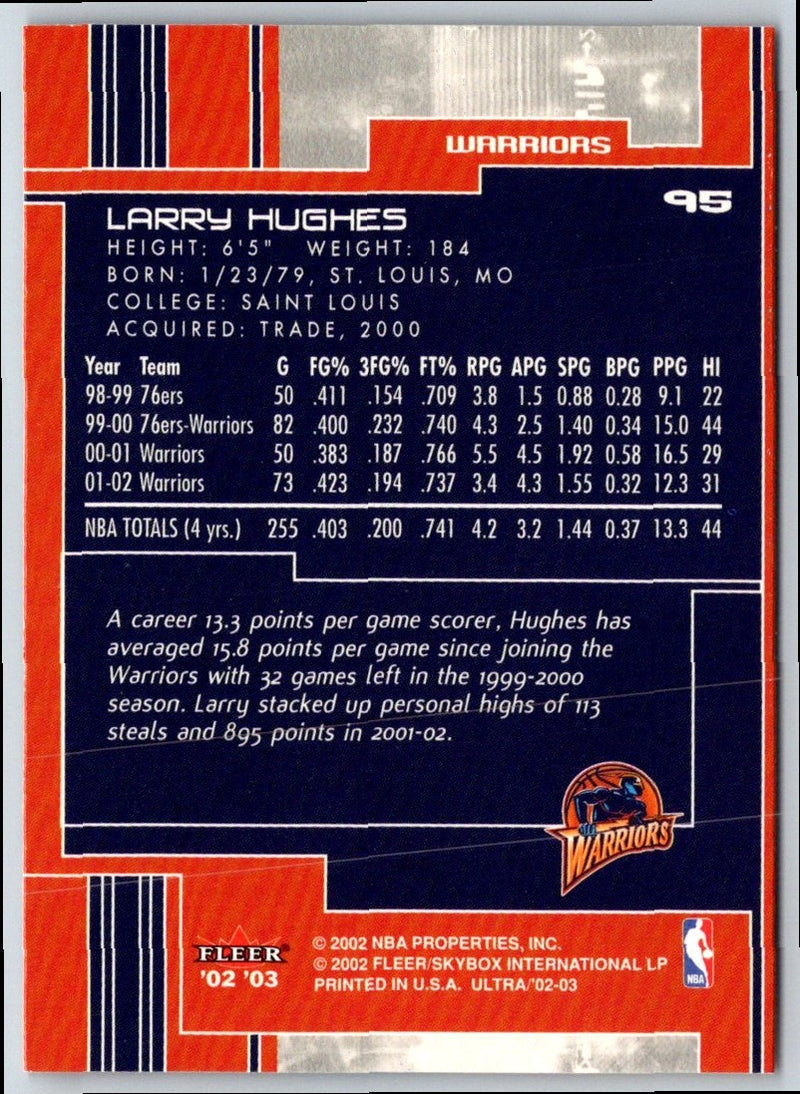 WARRIORS
95
LARRY HUGHES
HEIGHT: 6'5" WEIGHT: 184
BORN: 1/23/79, ST. LOUIS, MO
COLLEGE: SAINT LOUIS
ACQUIRED: TRADE, 2000
Year Team G FG% 3FG% FT% RPG APG SPG BPG PPG HI
98-99 76ers 50 .411 .154 .709 3.8 1.5 0.88 0.28 9.1 22
99-00 76ers-Warriors 82 .400 .232 .740 4.3 2.5 1.40 0.34 15.0 44
00-01 Warriors 50 .383 .187 .766 5.5 4.5 1.92 0.58 16.5 29
01-02 Warriors 73 .423 .194 .737 3.4 4.3 1.55 0.32 12.3 31
NBA TOTALS (4 yrs.) 255 .403 .200 .741 4.2 3.2 1.44 0.37 13.3 44
A career 13.3 points per game scorer, Hughes has
averaged 15.8 points per game since joining the
Warriors with 32 games left in the 1999-2000
season. Larry stacked up personal highs of 113
steals and 895 points in 2001-02.
WARRIORS
FLEER
'02 '03
© 2002 NBA PROPERTIES, INC.
© 2002 FLEER/SKYBOX INTERNATIONAL LP
PRINTED IN U.S.A. ULTRA/'02-03
NBA